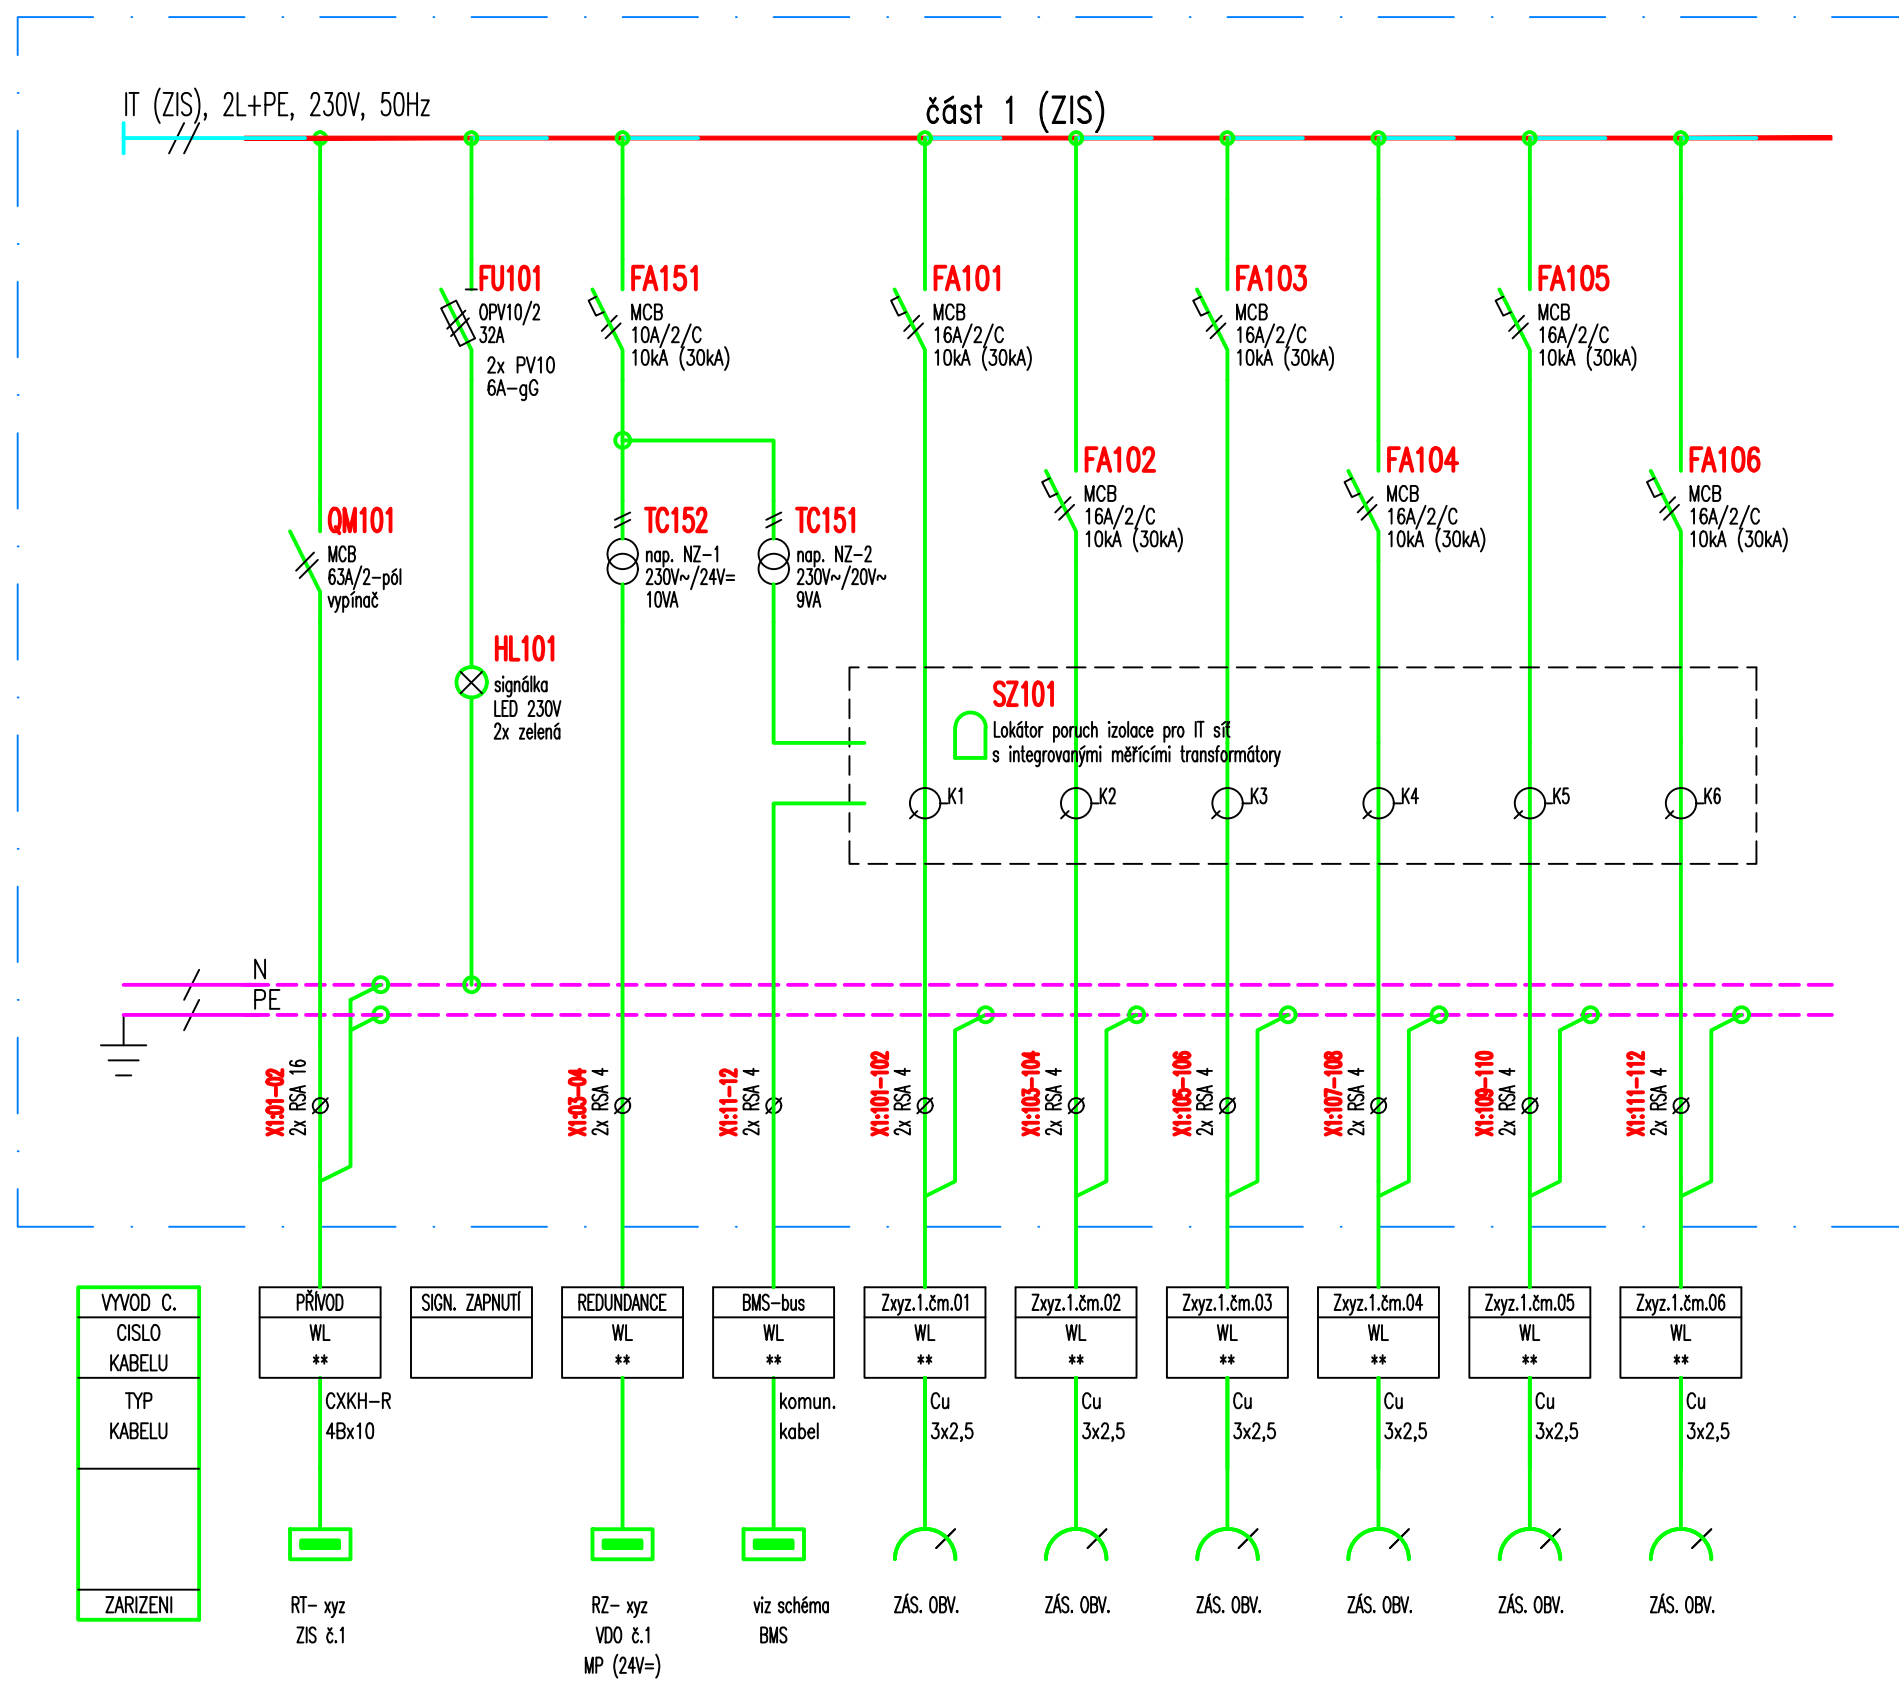 IT (ZIS), 2L+PE, 230V, 50Hz
část 1 (ZIS)
FU101
OPV10/2
32A
2x PV10
6A-gG
FA151
MCB
10A/2/C
10kA (30kA)
FA101
MCB
16A/2/C
10kA (30kA)
FA103
MCB
16A/2/C
10kA (30kA)
FA105
MCB
16A/2/C
10kA (30kA)
FA102
MCB
16A/2/C
10kA (30kA)
FA104
MCB
16A/2/C
10kA (30kA)
FA106
MCB
16A/2/C
10kA (30kA)
QM101
MCB
63A/2-pól
vypínač
TC152
nap. NZ-1
230V~/24V=
10VA
TC151
nap. NZ-2
230V~/20V~
9VA
HL101
signálka
LED 230V
2x zelená
SZ101
Lokátor poruch izolace pro IT síť
s integrovanými měřícími transformátory
K1
K2
K3
K4
K5
K6
N
PE
X1:01-02
2x RSA 16
X1:03-04
2x RSA 4
X1:11-12
2x RSA 4
X1:101-102
2x RSA 4
X1:103-104
2x RSA 4
X1:105-106
2x RSA 4
X1:107-108
2x RSA 4
X1:109-110
2x RSA 4
X1:111-112
2x RSA 4
VYVOD C.
CISLO
KABELU
TYP
KABELU
ZARIZENI
PŘÍVOD
WL
**
CXKH-R
4Bx10
RT- xyz
ZIS č.1
SIGN. ZAPNUTÍ
REDUNDANCE
WL
**
RZ- xyz
VDO č.1
MP (24V=)
BMS-bus
WL
**
komun.
kabel
viz schéma
BMS
Zxyz.1.čm.01
WL
**
Cu
3x2,5
ZÁS. OBV.
Zxyz.1.čm.02
WL
**
Cu
3x2,5
ZÁS. OBV.
Zxyz.1.čm.03
WL
**
Cu
3x2,5
ZÁS. OBV.
Zxyz.1.čm.04
WL
**
Cu
3x2,5
ZÁS. OBV.
Zxyz.1.čm.05
WL
**
Cu
3x2,5
ZÁS. OBV.
Zxyz.1.čm.06
WL
**
Cu
3x2,5
ZÁS. OBV.